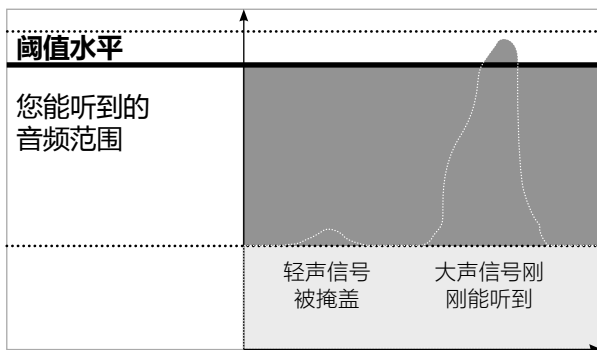 阈值水平
您能听到的
音频范围
轻声信号
被掩盖
大声信号刚
刚能听到